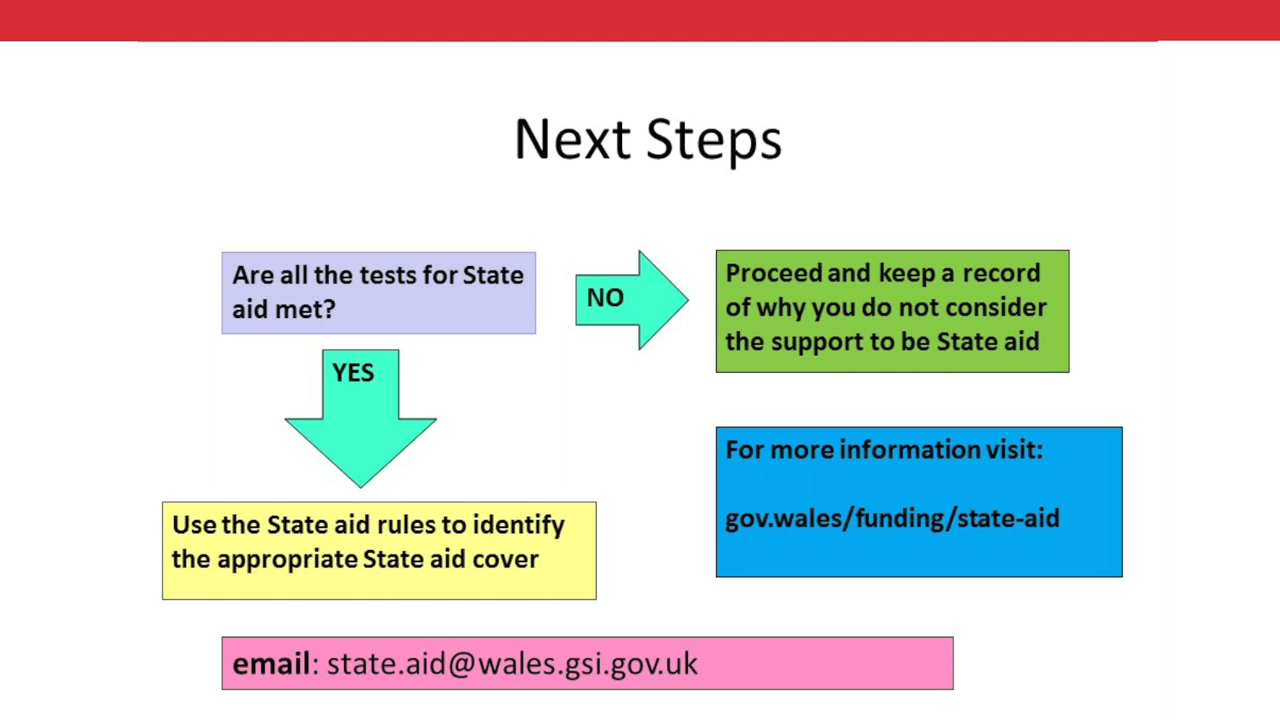 Next Steps
Are all the tests for State
aid met?
NO
Proceed and keep a record
of why you do not consider
the support to be State aid
YES
For more information visit:
gov.wales/funding/state-aid
Use the State aid rules to identify
the appropriate State aid cover
email: state.aid@wales.gsi.gov.uk